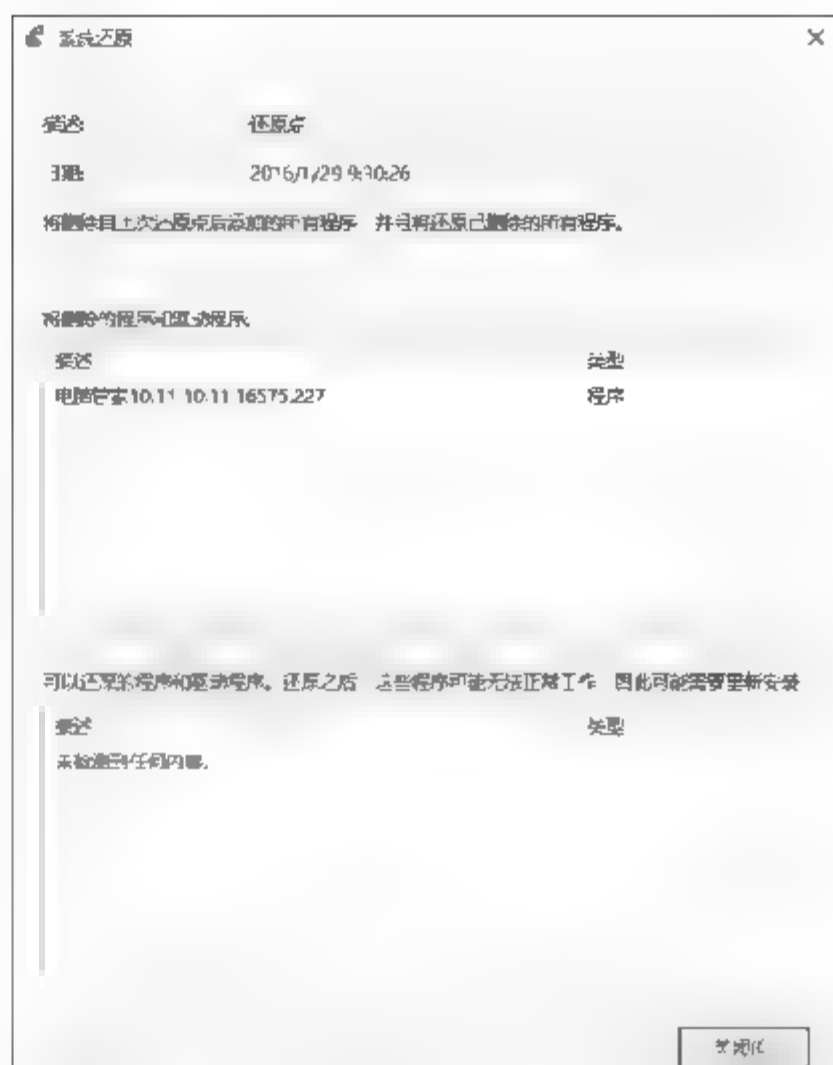 系统还原
描述: 还原点
日期: 2016/1/29 9:30:26
将删除自上次还原点后添加的所有程序，并且将还原已删除的所有程序。
将删除的程序和驱动程序:
描述 类型
电脑管家10.11 10.11.16575.227 程序
可以还原的程序和驱动程序。还原之后，这些程序可能无法正常工作，因此可能需要重新安装
描述 类型
未检测到任何内容。